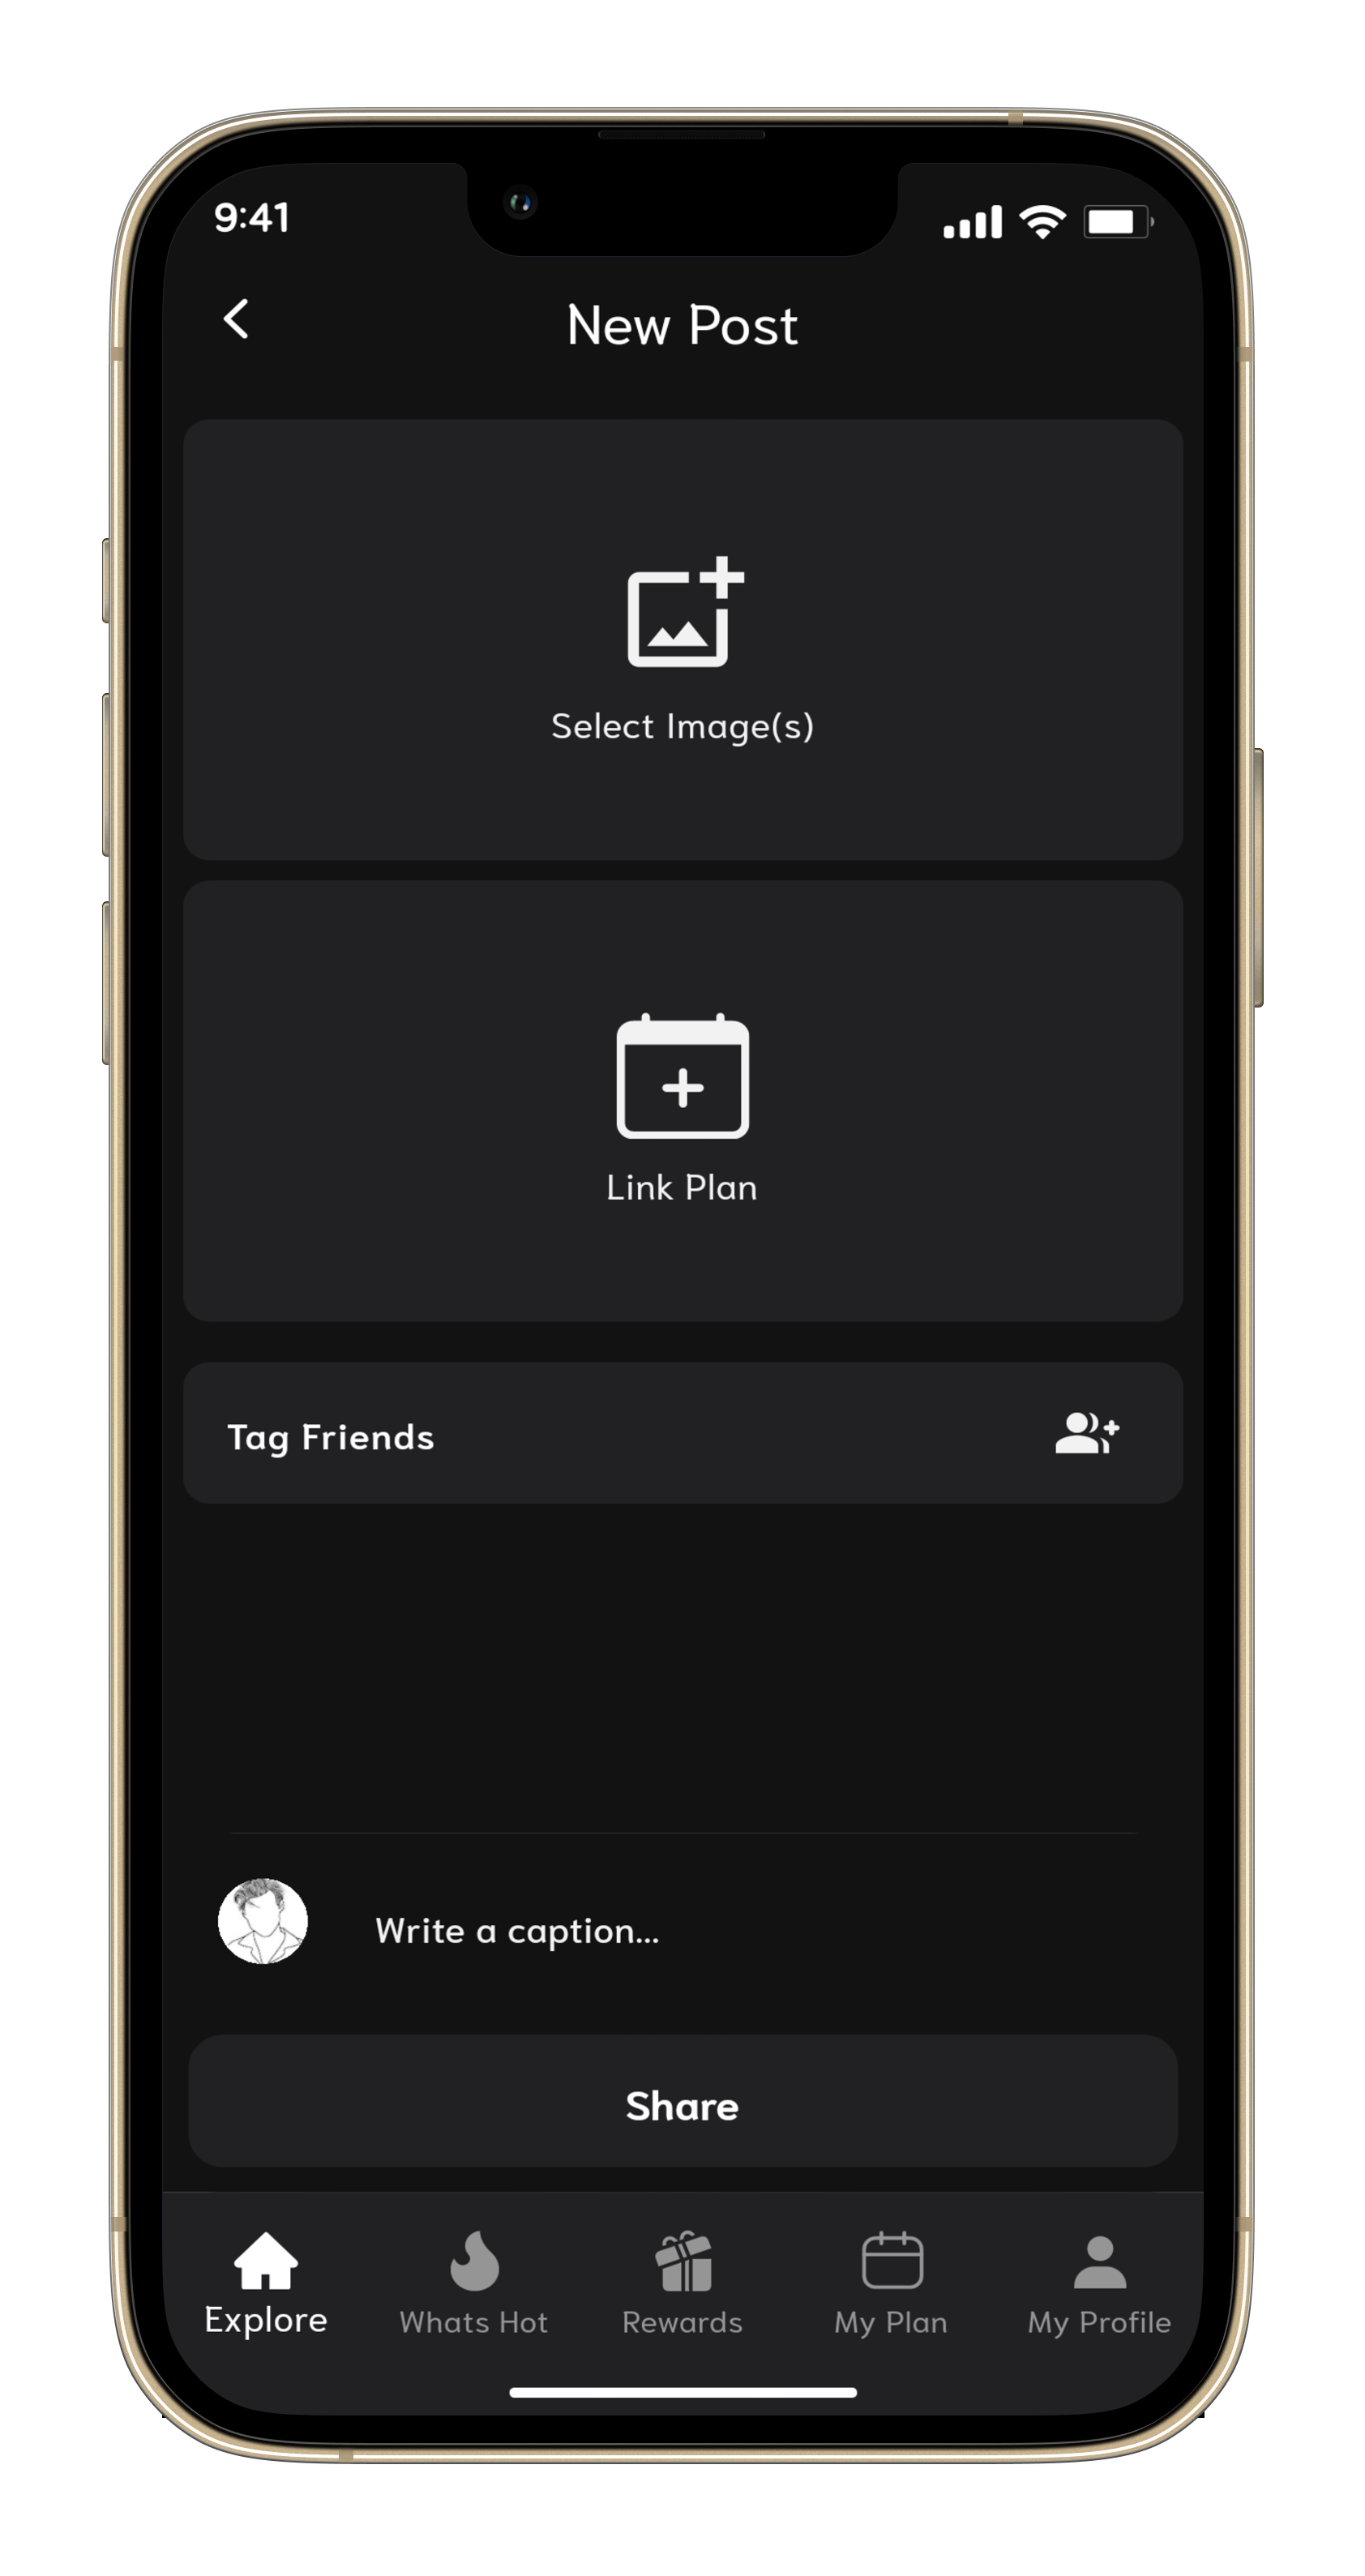 9:41
New Post
Select Image(s)
Link Plan
Tag Friends
Write a caption...
Share
Explore
Whats Hot
Rewards
My Plan
My Profile